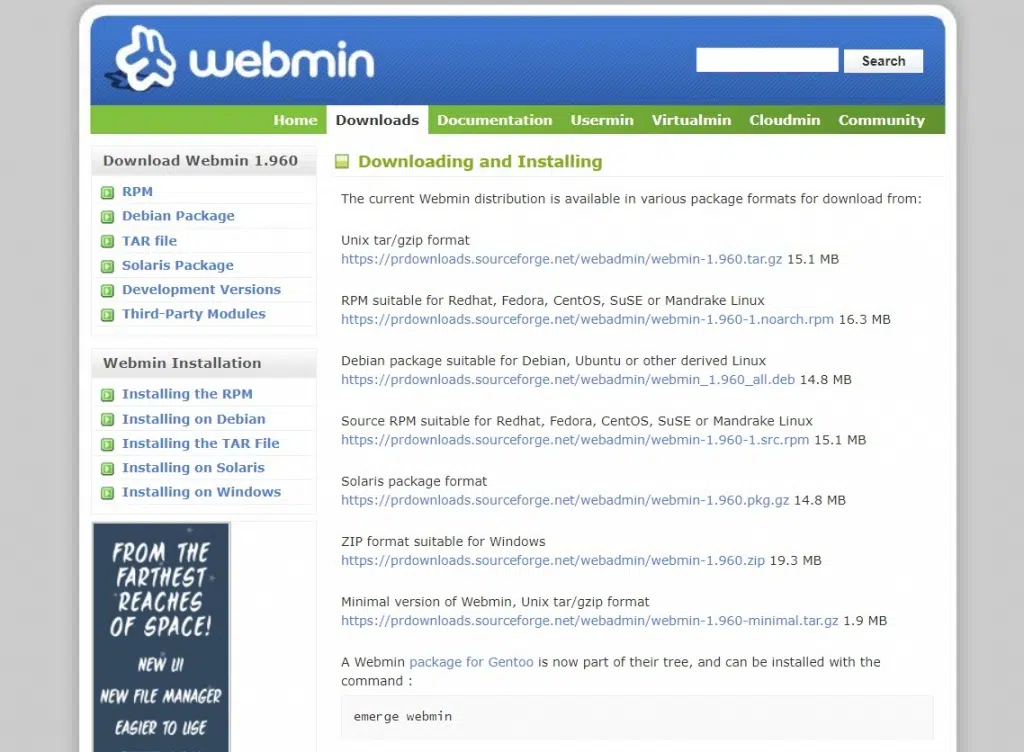 webmin
Search
Home
Downloads
Documentation
Usermin
Virtualmin
Cloudmin
Community
Download Webmin 1.960
RPM
Debian Package
TAR file
Solaris Package
Development Versions
Third-Party Modules
Webmin Installation
Installing the RPM
Installing on Debian
Installing the TAR File
Installing on Solaris
Installing on Windows
FROM THE
FARTHEST
REACHES
OF SPACE!
NEW UI
NEW FILE MANAGER
EASIER TO USE
Downloading and Installing
The current Webmin distribution is available in various package formats for download from:
Unix tar/gzip format
https://prdownloads.sourceforge.net/webadmin/webmin-1.960.tar.gz 15.1 MB
RPM suitable for Redhat, Fedora, CentOS, SuSE or Mandrake Linux
https://prdownloads.sourceforge.net/webadmin/webmin-1.960-1.noarch.rpm 16.3 MB
Debian package suitable for Debian, Ubuntu or other derived Linux
https://prdownloads.sourceforge.net/webadmin/webmin_1.960_all.deb 14.8 MB
Source RPM suitable for Redhat, Fedora, CentOS, SuSE or Mandrake Linux
https://prdownloads.sourceforge.net/webadmin/webmin-1.960-1.src.rpm 15.1 MB
Solaris package format
https://prdownloads.sourceforge.net/webadmin/webmin-1.960.pkg.gz 14.8 MB
ZIP format suitable for Windows
https://prdownloads.sourceforge.net/webadmin/webmin-1.960.zip 19.3 MB
Minimal version of Webmin, Unix tar/gzip format
https://prdownloads.sourceforge.net/webadmin/webmin-1.960-minimal.tar.gz 1.9 MB
A Webmin package for Gentoo is now part of their tree, and can be installed with the
command :
emerge webmin